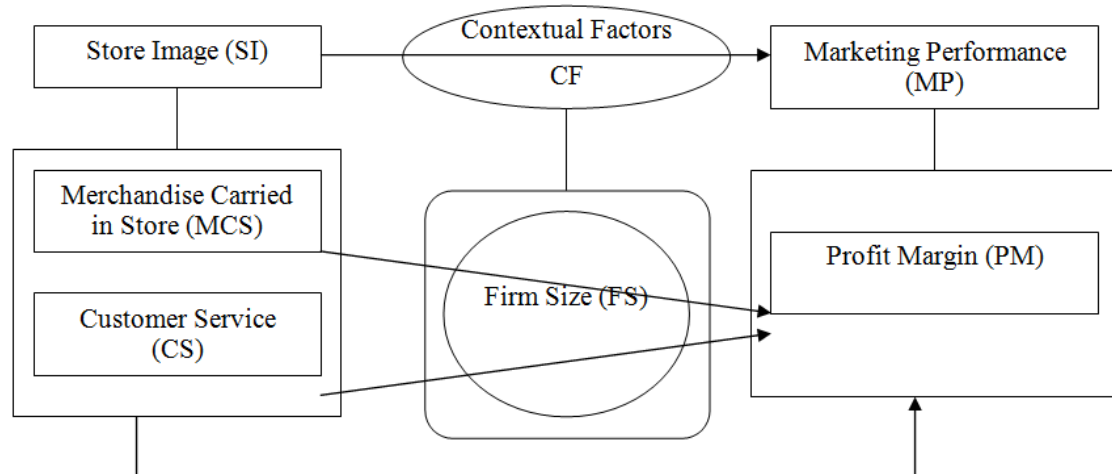 Store Image (SI)
Contextual Factors
CF
Marketing Performance
(MP)
Merchandise Carried
in Store (MCS)
Customer Service
(CS)
Firm Size (FS)
Profit Margin (PM)